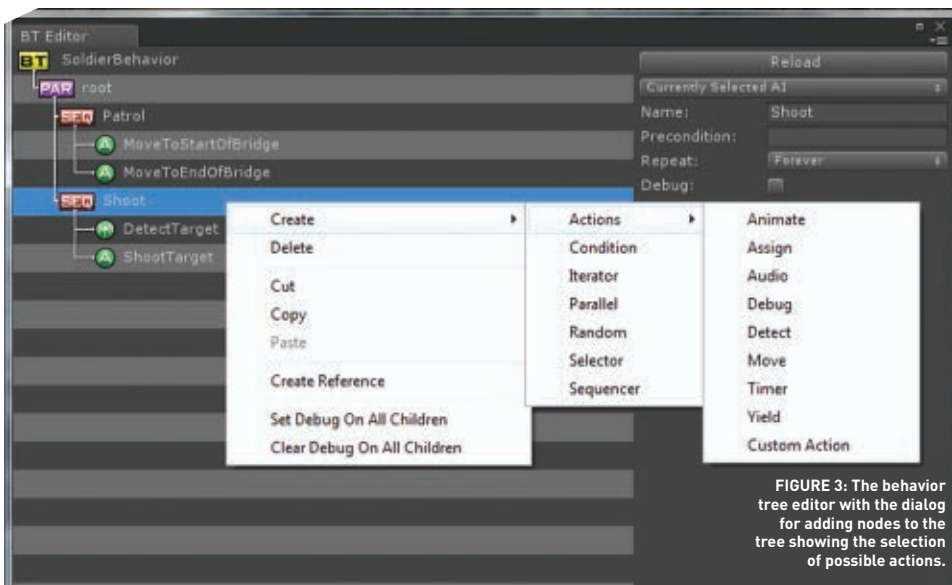 BT Editor
BT SoldierBehavior
PAR root
SEQ Patrol
A MoveToStartOfBridge
A MoveToEndOfBridge
SEQ Shoot
DetectTarget
A ShootTarget
Reload
Currently Selected AI
Name: Shoot
Precondition:
Repeat: Forever
Debug:
Create
Delete
Cut
Copy
Paste
Create Reference
Set Debug On All Children
Clear Debug On All Children
Actions
Condition
Iterator
Parallel
Random
Selector
Sequencer
Animate
Assign
Audio
Debug
Detect
Move
Timer
Yield
Custom Action
FIGURE 3: The behavior
tree editor with the dialog
for adding nodes to the
tree showing the selection
of possible actions.